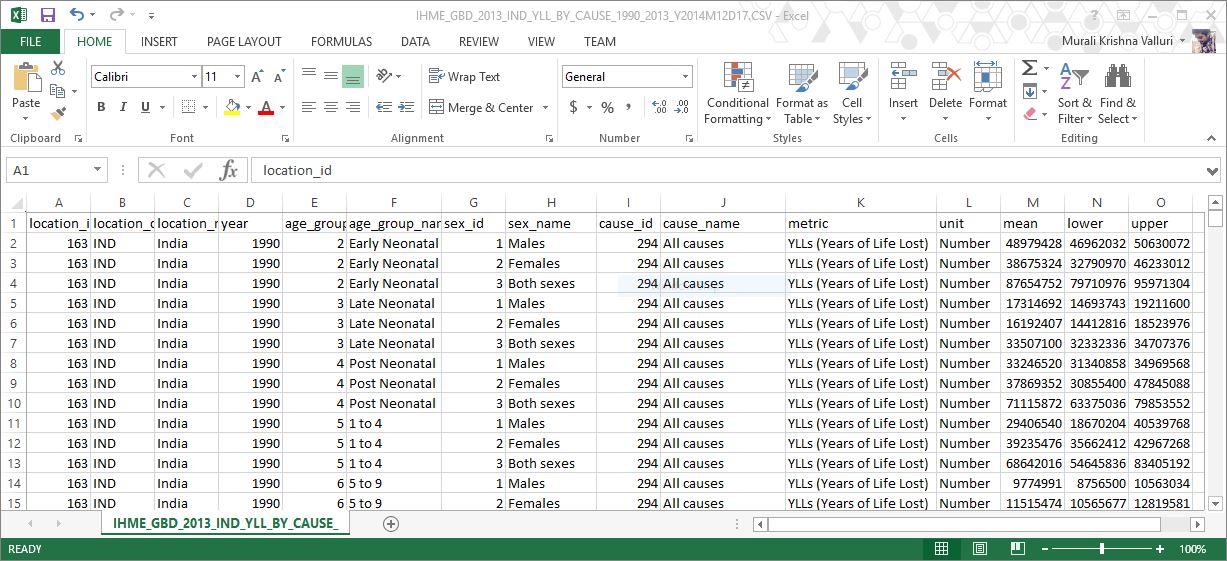 IHME_GBD_2013_IND_YLL_BY_CAUSE_1990_2013_Y2014M12D17.CSV - Excel
FILE HOME INSERT PAGE LAYOUT FORMULAS DATA REVIEW VIEW TEAM Murali Krishna Valluri
Calibri 11 Wrap Text General
Paste B I U A Merge & Center $ % , Conditional Formatting Format as Table Cell Styles Insert Delete Format Sort & Filter Find & Select
Clipboard Font Alignment Number Styles Cells Editing
A1 fx location_id
A B C D E F G H I J K L M N O
1 location_i location_c location_r year age_group age_group_nar sex_id sex_name cause_id cause_name metric unit mean lower upper
2 163 IND India 1990 2 Early Neonatal 1 Males 294 All causes YLLs (Years of Life Lost) Number 48979428 46962032 50630072
3 163 IND India 1990 2 Early Neonatal 2 Females 294 All causes YLLs (Years of Life Lost) Number 38675324 32790970 46233012
4 163 IND India 1990 2 Early Neonatal 3 Both sexes 294 All causes YLLs (Years of Life Lost) Number 87654752 79710976 95971304
5 163 IND India 1990 3 Late Neonatal 1 Males 294 All causes YLLs (Years of Life Lost) Number 17314692 14693743 19211600
6 163 IND India 1990 3 Late Neonatal 2 Females 294 All causes YLLs (Years of Life Lost) Number 16192407 14412816 18523976
7 163 IND India 1990 3 Late Neonatal 3 Both sexes 294 All causes YLLs (Years of Life Lost) Number 33507100 32332336 34707376
8 163 IND India 1990 4 Post Neonatal 1 Males 294 All causes YLLs (Years of Life Lost) Number 33246520 31340858 34969568
9 163 IND India 1990 4 Post Neonatal 2 Females 294 All causes YLLs (Years of Life Lost) Number 37869352 30855400 47845088
10 163 IND India 1990 4 Post Neonatal 3 Both sexes 294 All causes YLLs (Years of Life Lost) Number 71115872 63375036 79853552
11 163 IND India 1990 5 1 to 4 1 Males 294 All causes YLLs (Years of Life Lost) Number 29406540 18670204 40539768
12 163 IND India 1990 5 1 to 4 2 Females 294 All causes YLLs (Years of Life Lost) Number 39235476 35662412 42967268
13 163 IND India 1990 5 1 to 4 3 Both sexes 294 All causes YLLs (Years of Life Lost) Number 68642016 54645836 83405192
14 163 IND India 1990 6 5 to 9 1 Males 294 All causes YLLs (Years of Life Lost) Number 9774991 8756500 10563034
15 163 IND India 1990 6 5 to 9 2 Females 294 All causes YLLs (Years of Life Lost) Number 11515474 10565677 12819581
IHME_GBD_2013_IND_YLL_BY_CAUSE_
READY 100%